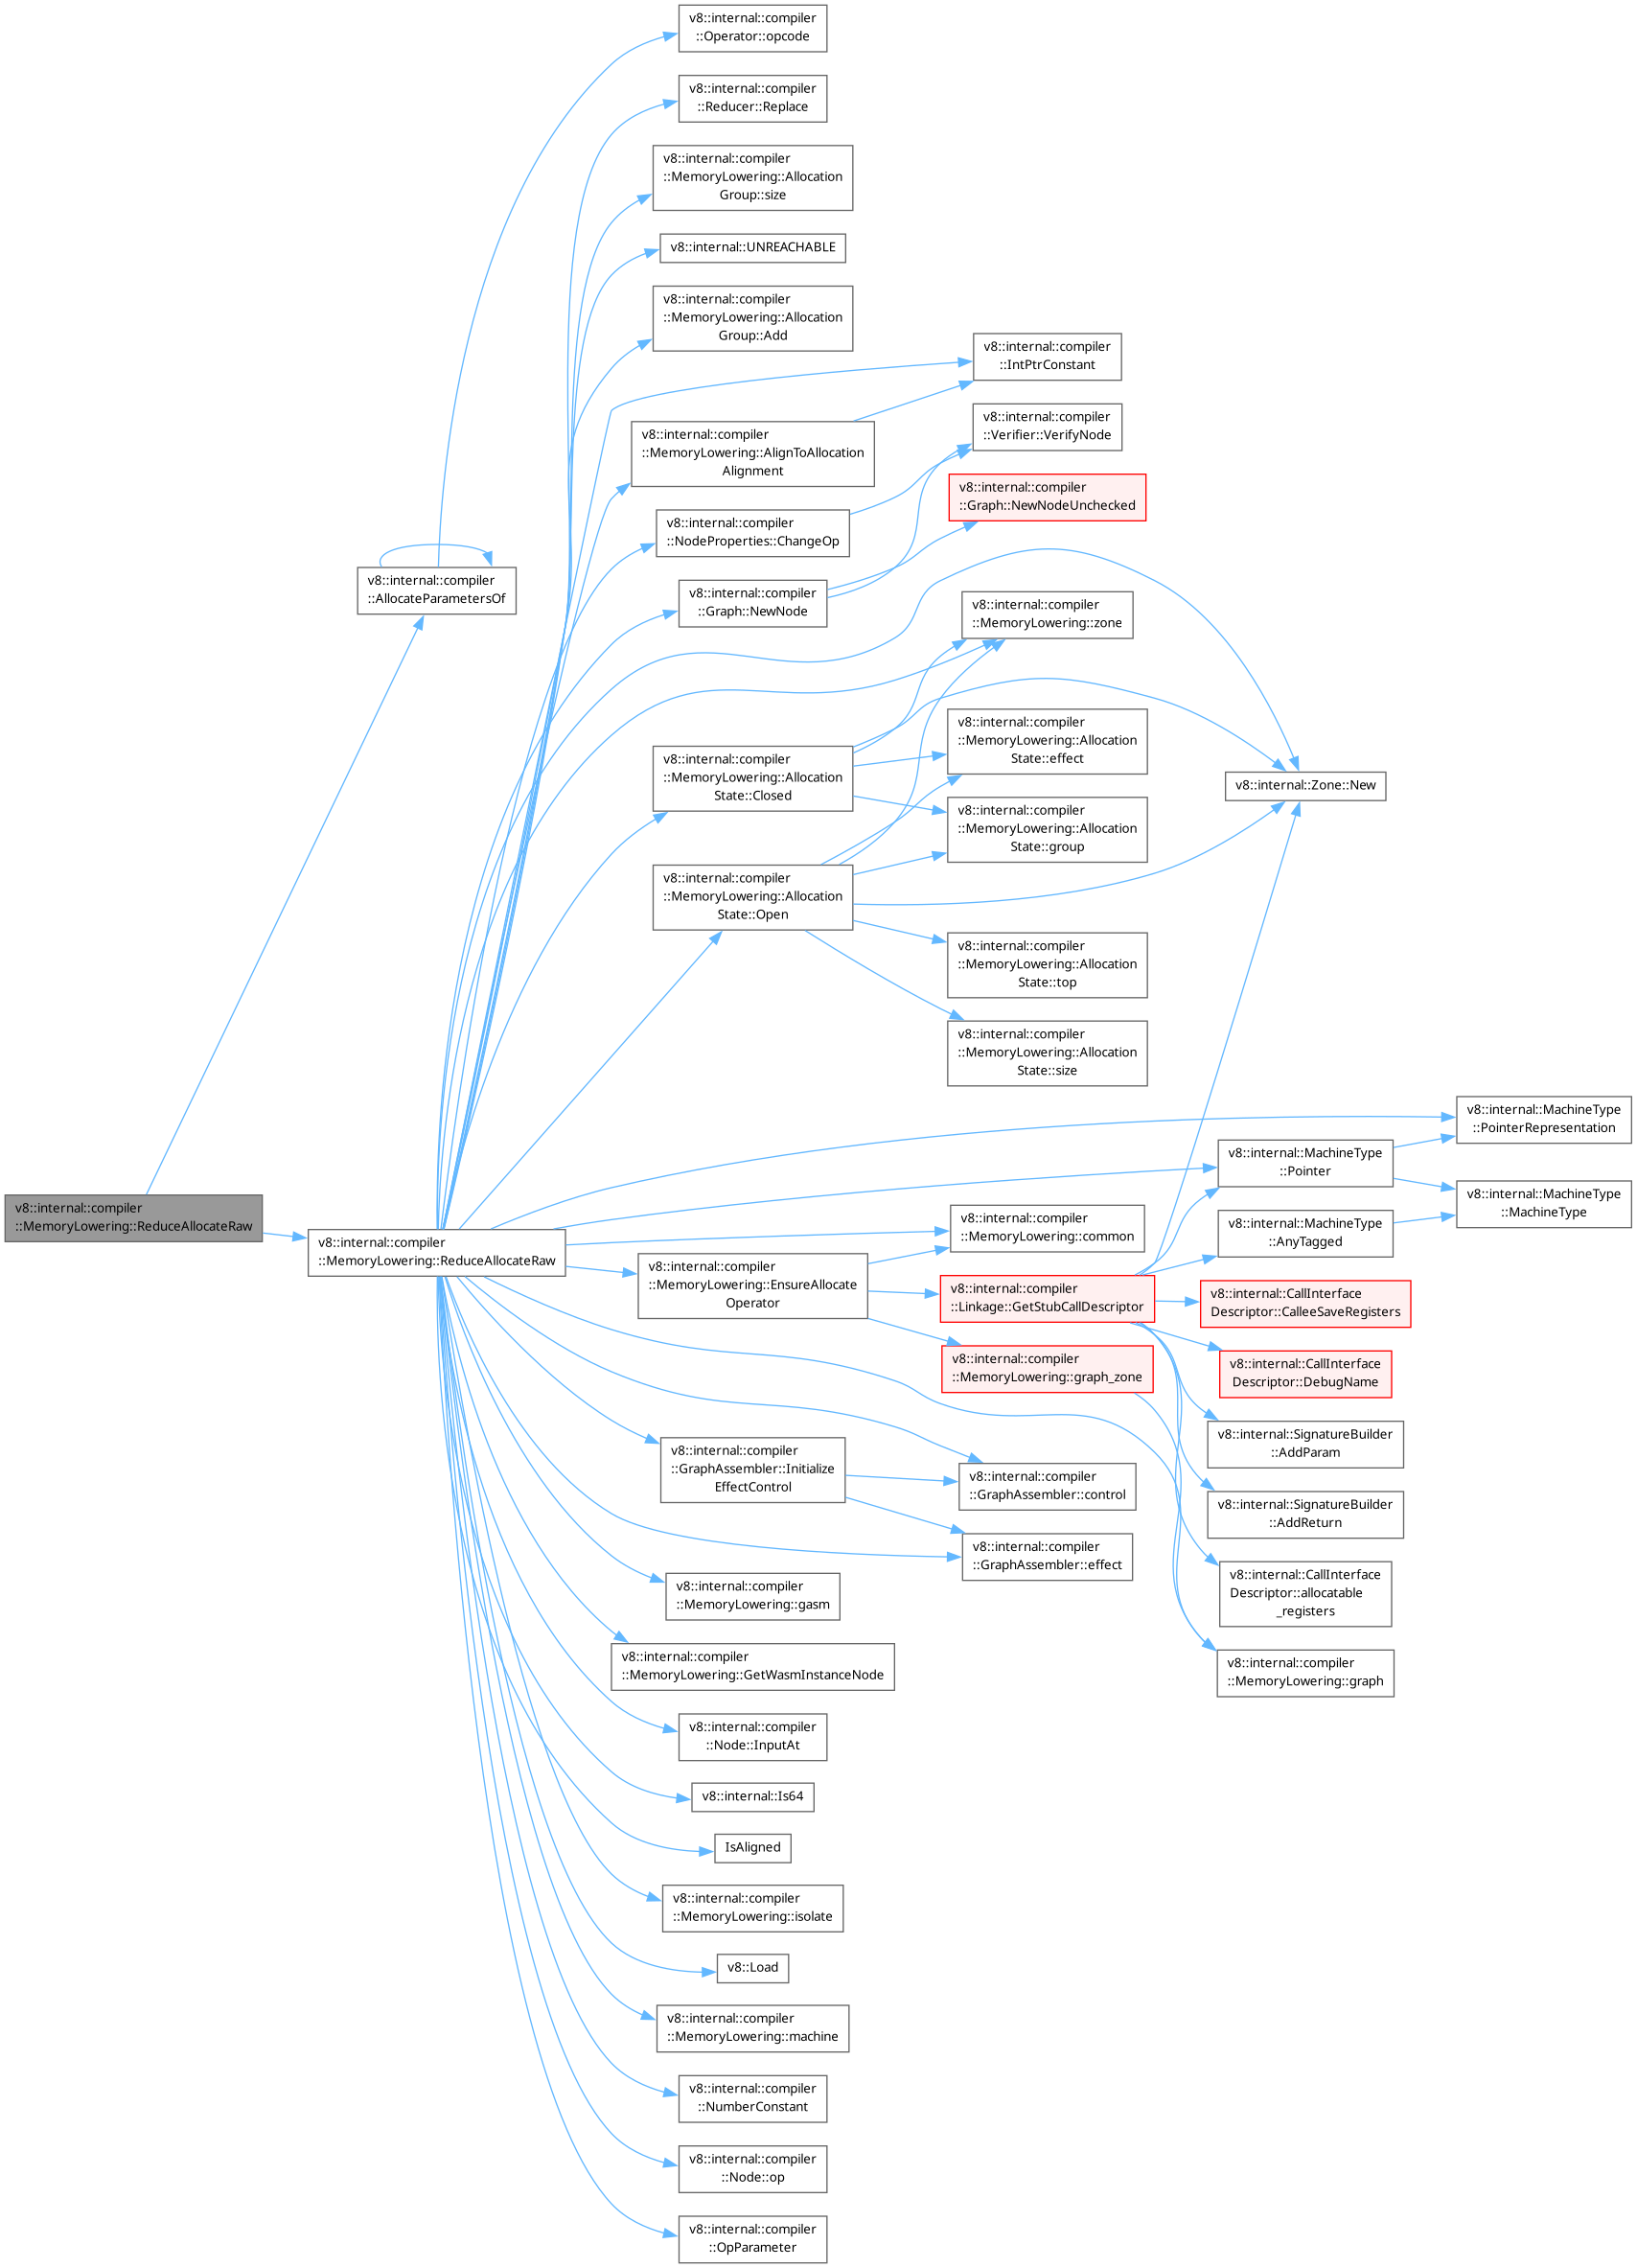 v8::internal::compiler
::Operator::opcode
v8::internal::compiler
::Reducer::Replace
v8::internal::compiler
::MemoryLowering::Allocation
Group::size
v8::internal::UNREACHABLE
v8::internal::compiler
::MemoryLowering::Allocation
Group::Add
v8::internal::compiler
::IntPtrConstant
v8::internal::compiler
::MemoryLowering::AlignToAllocation
Alignment
v8::internal::compiler
::Verifier::VerifyNode
v8::internal::compiler
::Graph::NewNodeUnchecked
v8::internal::compiler
::NodeProperties::ChangeOp
v8::internal::compiler
::AllocateParametersOf
v8::internal::compiler
::Graph::NewNode
v8::internal::compiler
::MemoryLowering::zone
v8::internal::compiler
::MemoryLowering::Allocation
State::effect
v8::internal::compiler
::MemoryLowering::Allocation
State::Closed
v8::internal::Zone::New
v8::internal::compiler
::MemoryLowering::Allocation
State::group
v8::internal::compiler
::MemoryLowering::Allocation
State::Open
v8::internal::compiler
::MemoryLowering::Allocation
State::top
v8::internal::compiler
::MemoryLowering::Allocation
State::size
v8::internal::MachineType
::PointerRepresentation
v8::internal::MachineType
::Pointer
v8::internal::MachineType
::MachineType
v8::internal::compiler
::MemoryLowering::ReduceAllocateRaw
v8::internal::compiler
::MemoryLowering::ReduceAllocateRaw
v8::internal::compiler
::MemoryLowering::common
v8::internal::MachineType
::AnyTagged
v8::internal::compiler
::MemoryLowering::EnsureAllocate
Operator
v8::internal::compiler
::Linkage::GetStubCallDescriptor
v8::internal::CallInterface
Descriptor::CalleeSaveRegisters
v8::internal::compiler
::MemoryLowering::graph_zone
v8::internal::CallInterface
Descriptor::DebugName
v8::internal::SignatureBuilder
::AddParam
v8::internal::compiler
::GraphAssembler::Initialize
EffectControl
v8::internal::compiler
::GraphAssembler::control
v8::internal::SignatureBuilder
::AddReturn
v8::internal::compiler
::GraphAssembler::effect
v8::internal::compiler
::MemoryLowering::gasm
v8::internal::CallInterface
Descriptor::allocatable
_registers
v8::internal::compiler
::MemoryLowering::GetWasmInstanceNode
v8::internal::compiler
::MemoryLowering::graph
v8::internal::compiler
::Node::InputAt
v8::internal::Is64
IsAligned
v8::internal::compiler
::MemoryLowering::isolate
v8::Load
v8::internal::compiler
::MemoryLowering::machine
v8::internal::compiler
::NumberConstant
v8::internal::compiler
::Node::op
v8::internal::compiler
::OpParameter